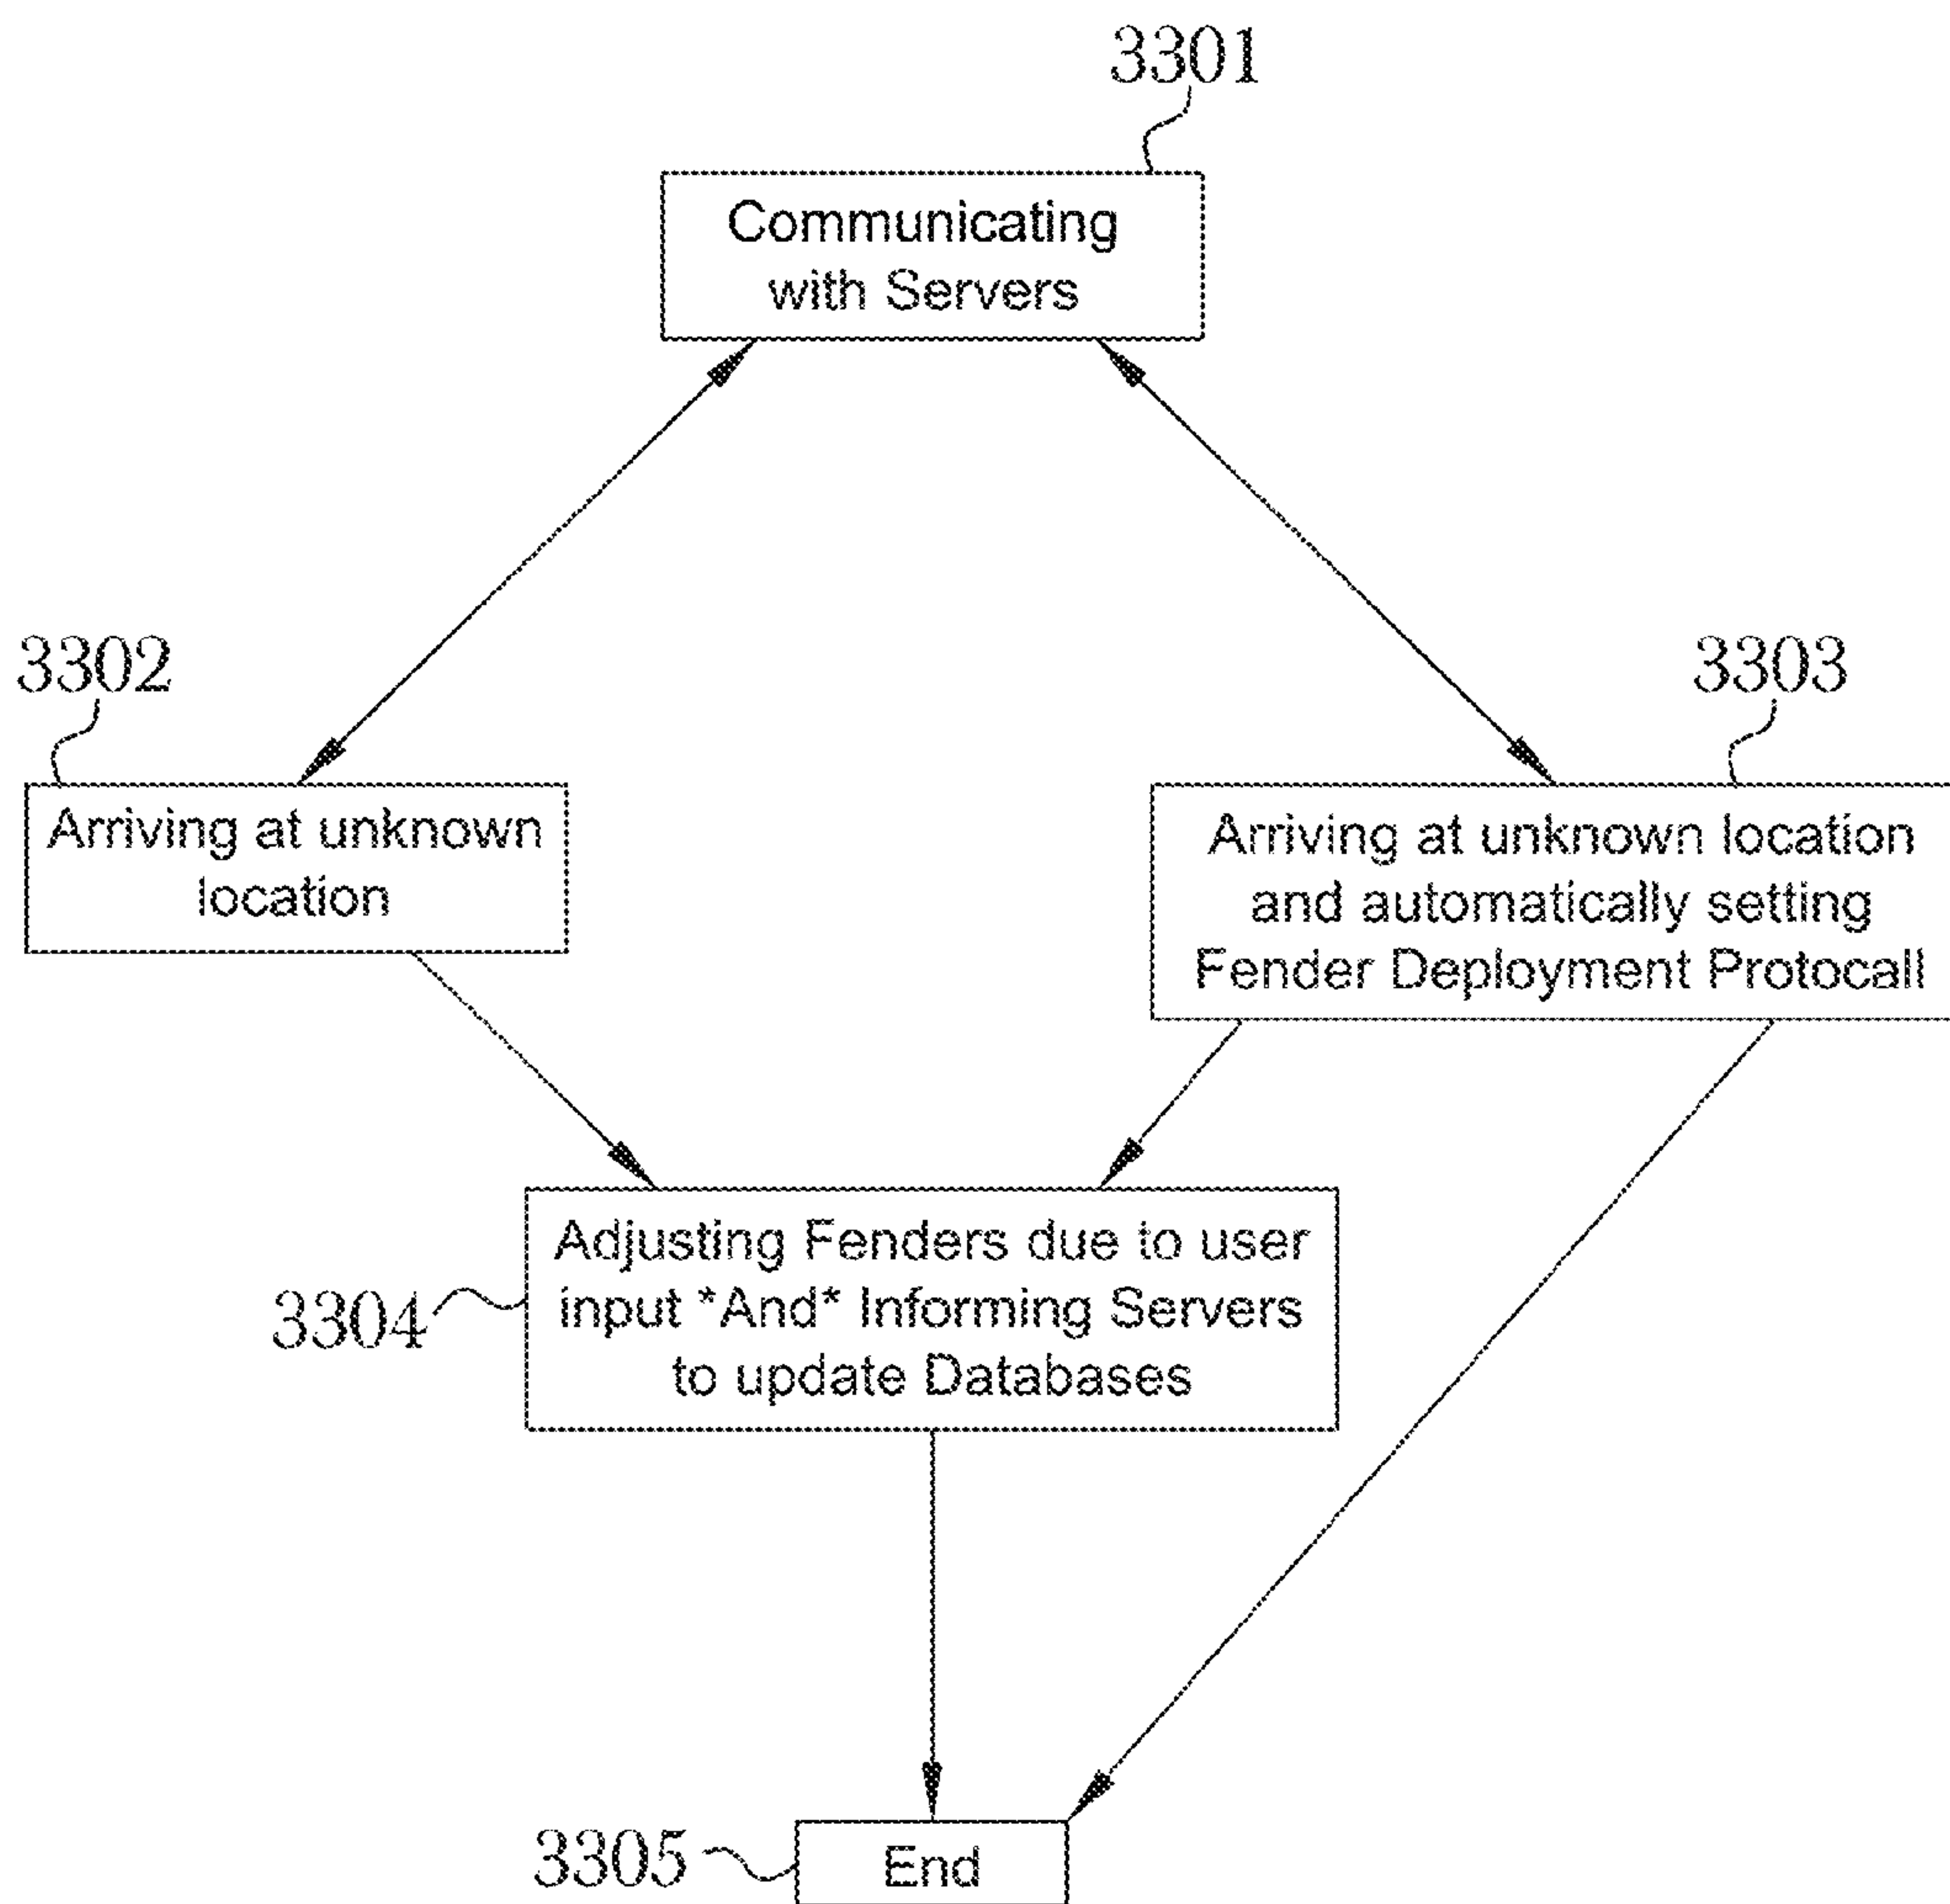 3301
Communicating
with Servers
3302
3303
Arriving at unknown
location
Arriving at unknown location
and automatically setting
Fender Deployment Protocall
3304
Adjusting Fenders due to user
input *And* Informing Servers
to update Databases
3305
End